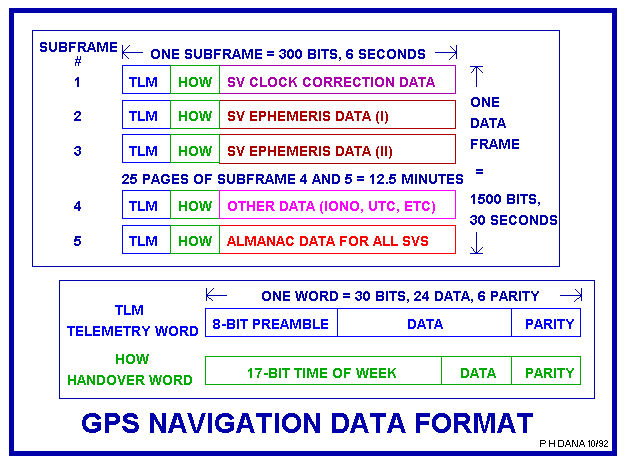 SUBFRAME
#
ONE SUBFRAME = 300 BITS, 6 SECONDS
1 TLM HOW SV CLOCK CORRECTION DATA
2 TLM HOW SV EPHEMERIS DATA (I)
3 TLM HOW SV EPHEMERIS DATA (II)
25 PAGES OF SUBFRAME 4 AND 5 = 12.5 MINUTES
4 TLM HOW OTHER DATA (IONO, UTC, ETC)
5 TLM HOW ALMANAC DATA FOR ALL SVS
ONE
DATA
FRAME
=
1500 BITS,
30 SECONDS
ONE WORD = 30 BITS, 24 DATA, 6 PARITY
TLM
TELEMETRY WORD
8-BIT PREAMBLE DATA PARITY
HOW
HANDOVER WORD
17-BIT TIME OF WEEK DATA PARITY
GPS NAVIGATION DATA FORMAT
P H DANA 10/92